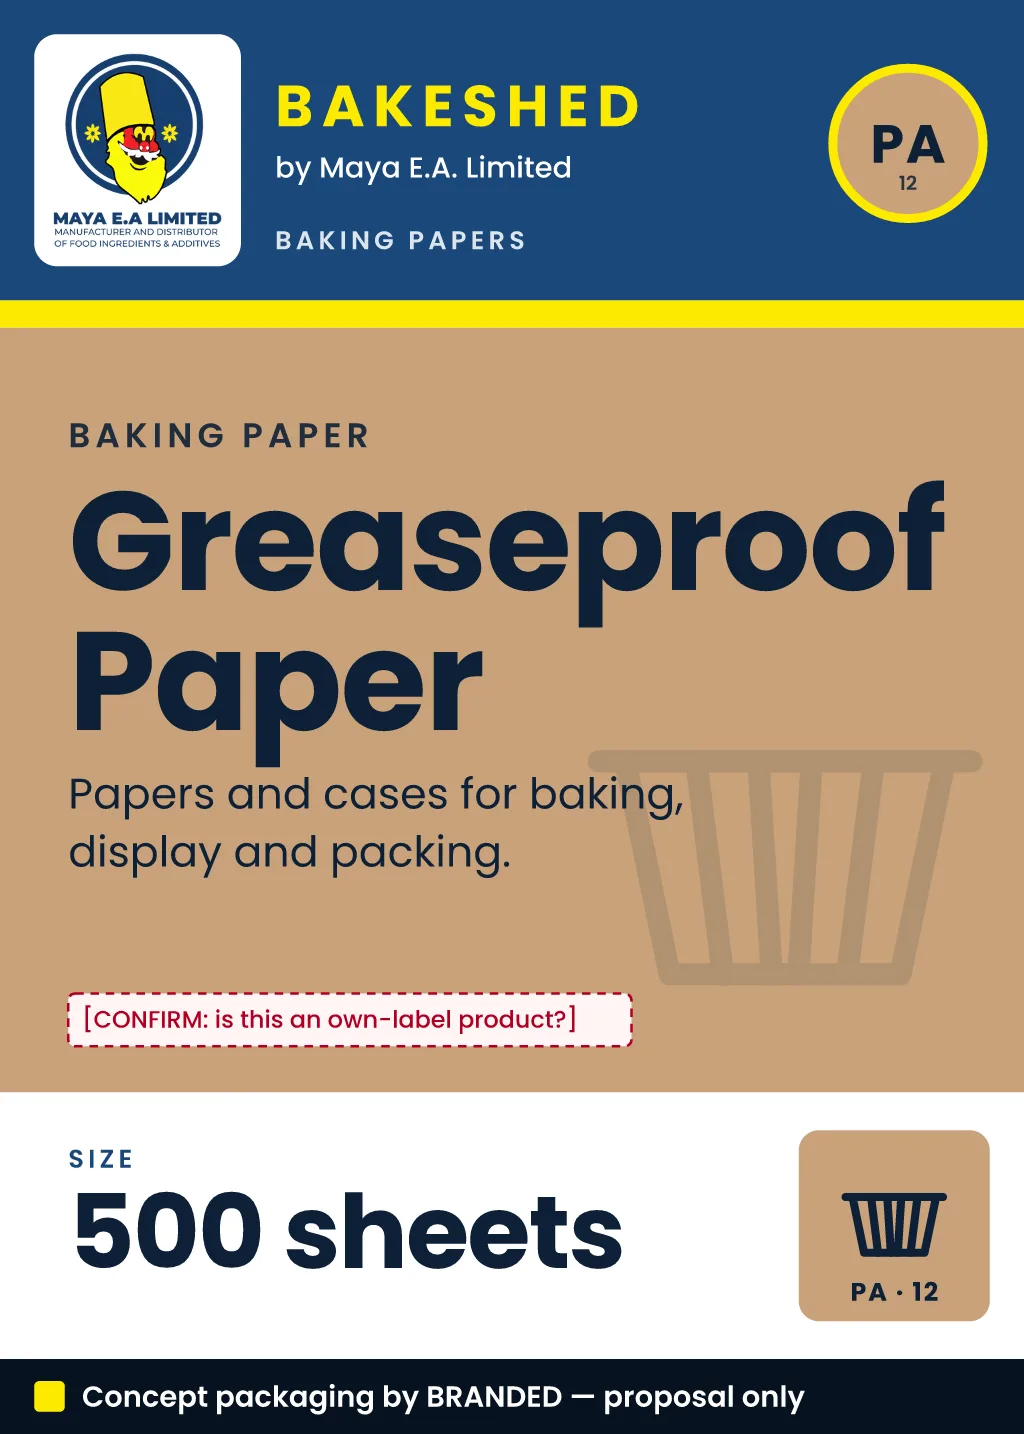 MAYA E.A LIMITED
MANUFACTURER AND DISTRIBUTOR
OF FOOD INGREDIENTS & ADDITIVES
BAKESHED
by Maya E.A. Limited
BAKING PAPERS
PA
12
BAKING PAPER
Greaseproof
Paper
Papers and cases for baking,
display and packing.
[CONFIRM: is this an own-label product?]
SIZE
500 sheets
PA · 12
Concept packaging by BRANDED — proposal only